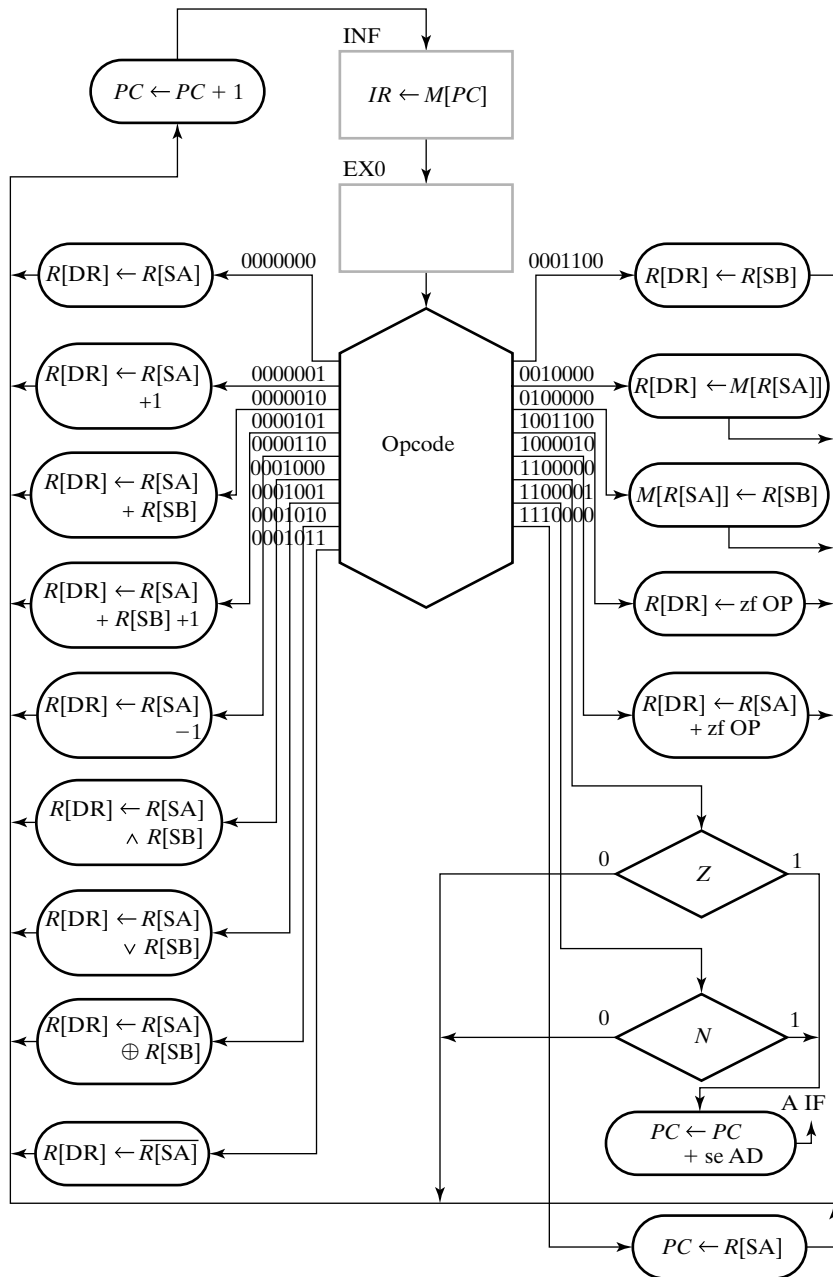 INF
PC ← PC + 1
IR ← M[PC]
EX0
0000000
0001100
R[DR] ← R[SA]
R[DR] ← R[SB]
0000001
0010000
R[DR] ← R[SA]
+1
R[DR] ← M[R[SA]]
0000010
0100000
0000101
1001100
Opcode
0000110
1000010
0001000
1100000
R[DR] ← R[SA]
+ R[SB]
0001001
1100001
M[R[SA]] ← R[SB]
0001010
1110000
0001011
R[DR] ← R[SA]
+ R[SB] +1
R[DR] ← zf OP
R[DR] ← R[SA]
−1
R[DR] ← R[SA]
+ zf OP
R[DR] ← R[SA]
∧ R[SB]
0
Z
1
R[DR] ← R[SA]
∨ R[SB]
R[DR] ← R[SA]
⊕ R[SB]
0
N
1
A IF
R[DR] ← R̅[̅S̅A̅]̅
PC ← PC
+ se AD
PC ← R[SA]